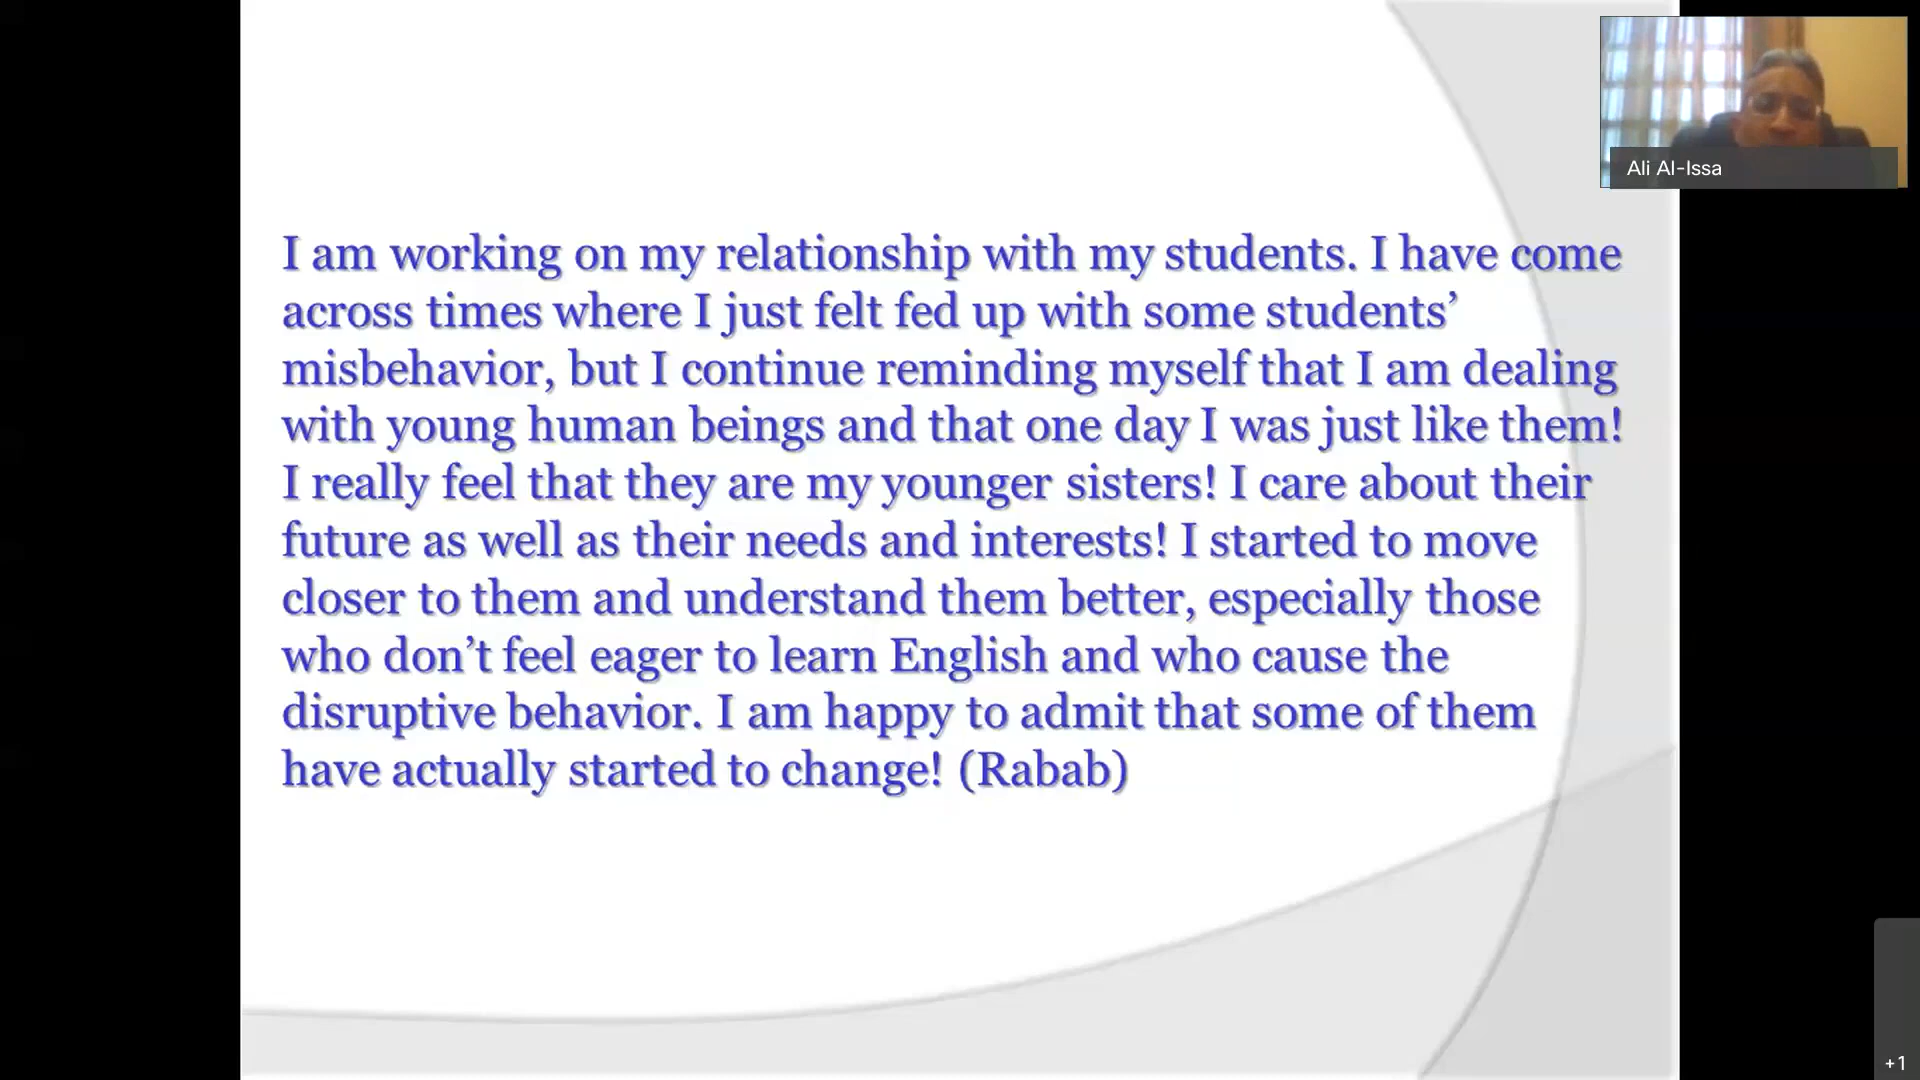 Ali Al-Issa
I am working on my relationship with my students. I have come
across times where I just felt fed up with some students’
misbehavior, but I continue reminding myself that I am dealing
with young human beings and that one day I was just like them!
I really feel that they are my younger sisters! I care about their
future as well as their needs and interests! I started to move
closer to them and understand them better, especially those
who don’t feel eager to learn English and who cause the
disruptive behavior. I am happy to admit that some of them
have actually started to change! (Rabab)
+1